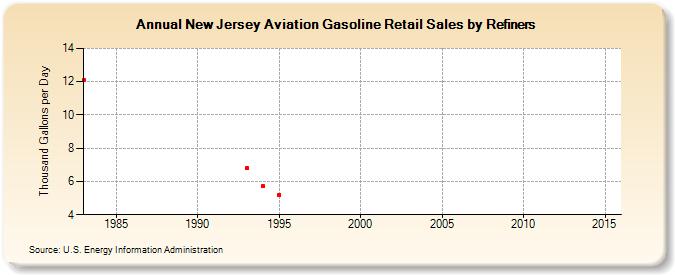 Annual New Jersey Aviation Gasoline Retail Sales by Refiners
Thousand Gallons per Day
14
12
10
8
6
4
1985 1990 1995 2000 2005 2010 2015
Source: U.S. Energy Information Administration